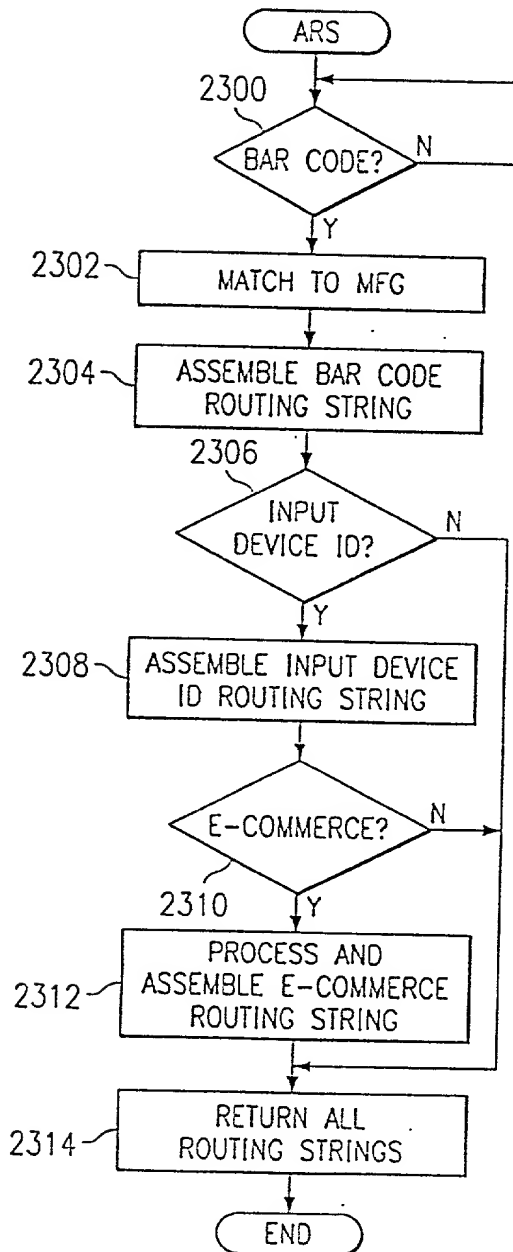 ARS
2300
BAR CODE?
N
Y
2302
MATCH TO MFG
2304
ASSEMBLE BAR CODE
ROUTING STRING
2306
INPUT
DEVICE ID?
N
Y
2308
ASSEMBLE INPUT DEVICE
ID ROUTING STRING
E-COMMERCE?
N
2310
Y
2312
PROCESS AND
ASSEMBLE E-COMMERCE
ROUTING STRING
2314
RETURN ALL
ROUTING STRINGS
END